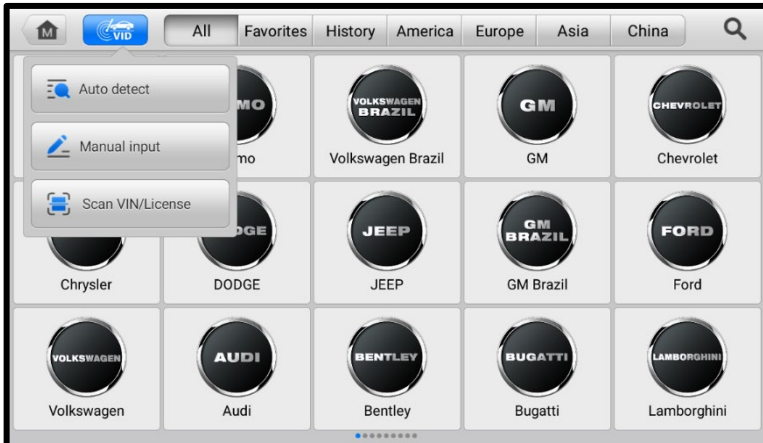 M VID All Favorites History America Europe Asia China
Auto detect
Manual input
Scan VIN/License
MO
mo
VOLKSWAGEN
BRAZIL
Volkswagen Brazil
GM
GM
CHEVROLET
Chevrolet
Chrysler
DGE
DODGE
JEEP
JEEP
GM
BRAZIL
GM Brazil
FORD
Ford
VOLKSWAGEN
Volkswagen
AUDI
Audi
BENTLEY
Bentley
BUGATTI
Bugatti
LAMBORGHINI
Lamborghini